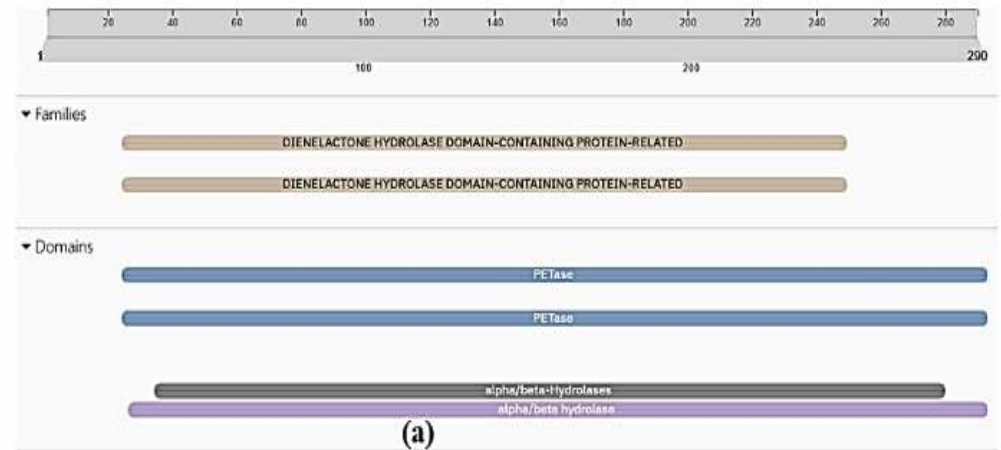 20 40 60 80 100 120 140 160 180 200 220 240 260 280
1 290
100 200
Families
DIENELACTONE HYDROLASE DOMAIN-CONTAINING PROTEIN-RELATED
DIENELACTONE HYDROLASE DOMAIN-CONTAINING PROTEIN-RELATED
Domains
PETase
PETase
alpha/beta-Hydrolases
alpha/beta hydrolase
(a)